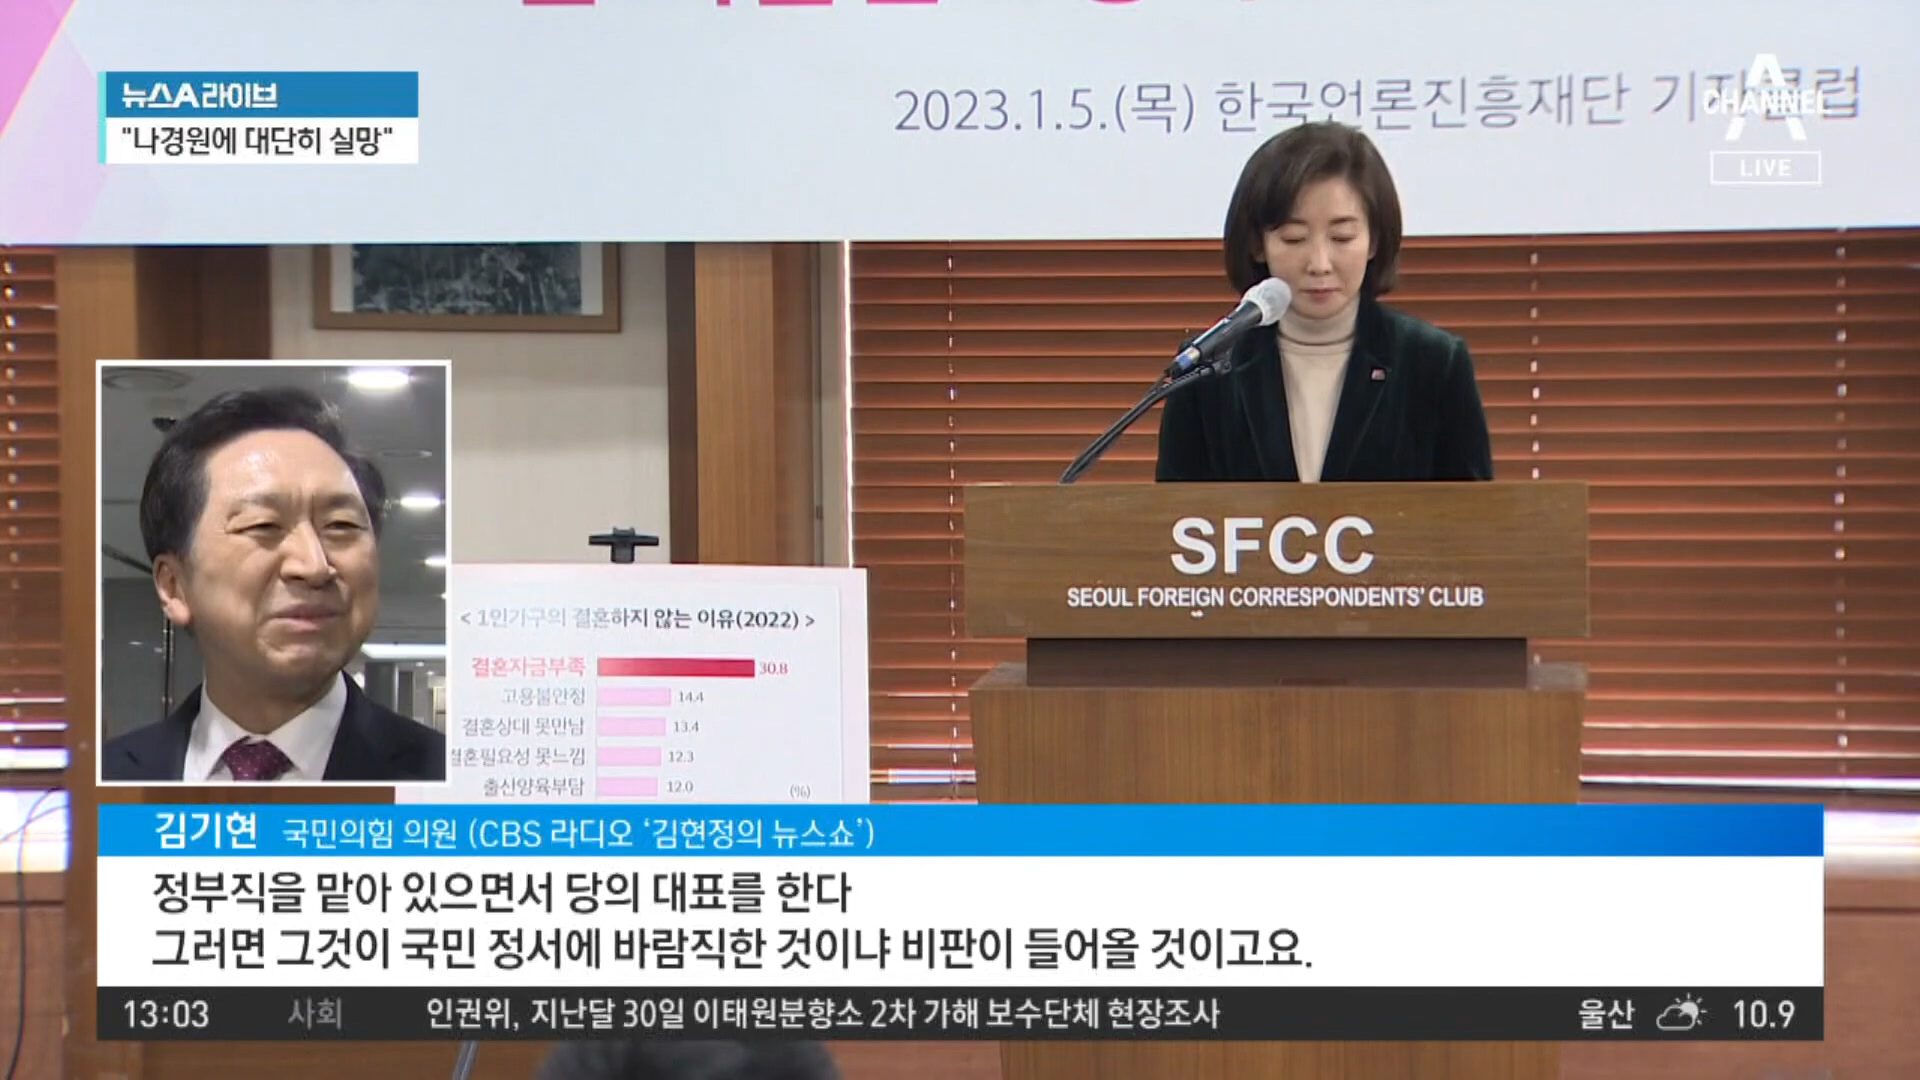 2023.1.5.(목) 한국언론진흥재단
뉴스A 라이브
"나경원에 대단히 실망"
CHANNEL A
LIVE
SFCC
SEOUL FOREIGN CORRESPONDENTS' CLUB
< 1인가구의 결혼하지 않는 이유(2022) >
결혼자금부족 30.8
고용불안정 14.4
결혼상대 못만남 13.4
결혼필요성 못느낌 12.3
출산양육부담 12.0
(%)
김기현 국민의힘 의원 (CBS 라디오 ‘김현정의 뉴스쇼’)
정부직을 맡아 있으면서 당의 대표를 한다
그러면 그것이 국민 정서에 바람직한 것이냐 비판이 들어올 것이고요.
13:03 사회 인권위, 지난달 30일 이태원분향소 2차 가해 보수단체 현장조사 울산 10.9